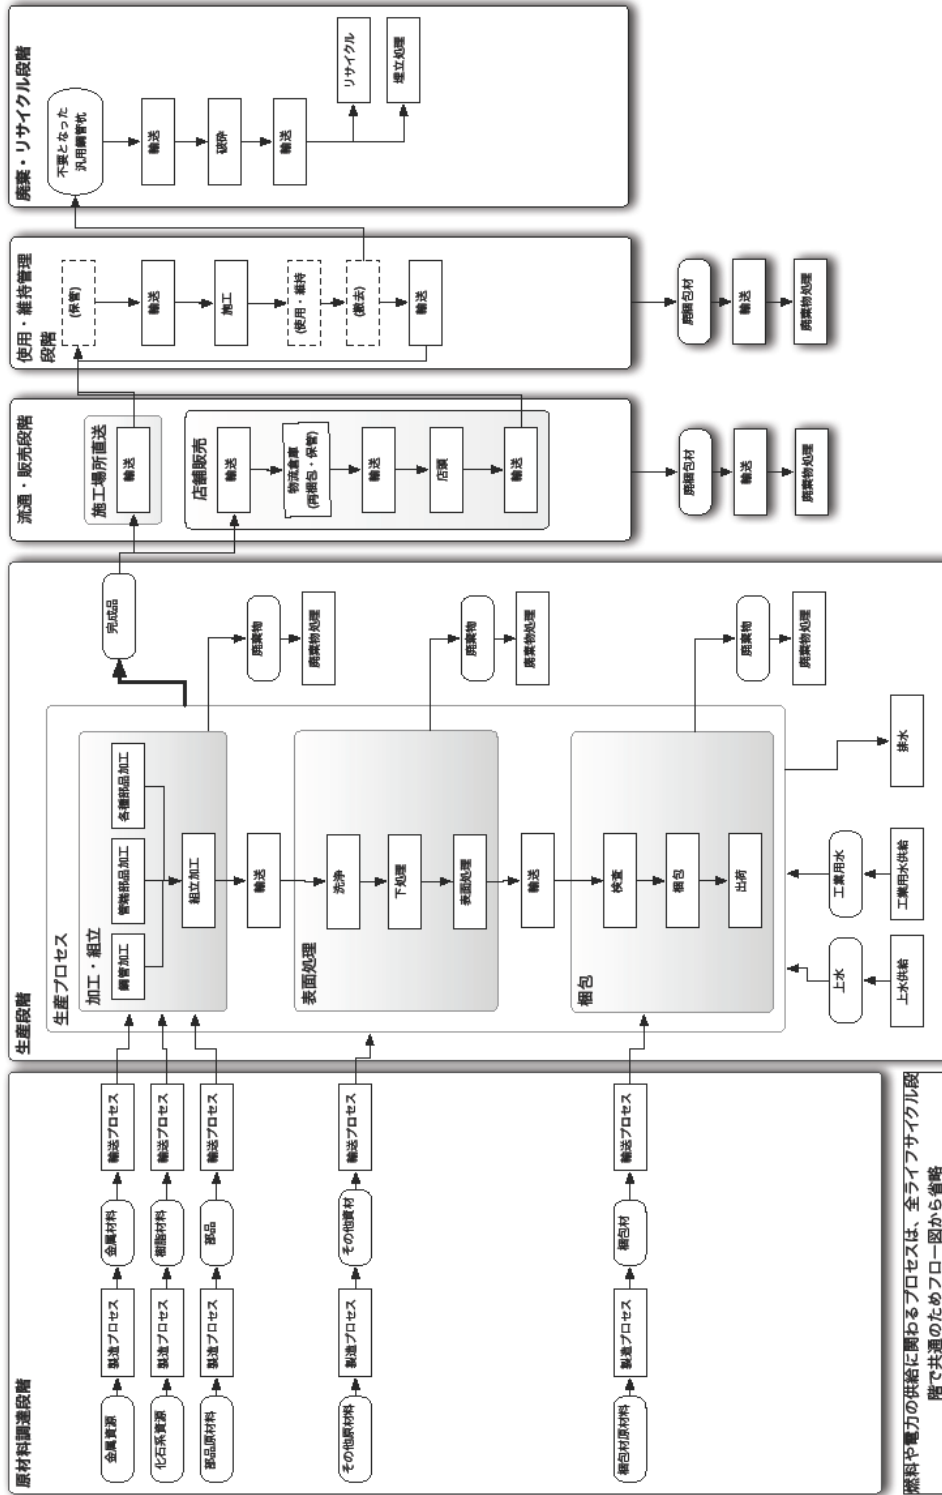 原材料調達段階
金属資源
製造プロセス
金属材料
輸送プロセス
化石系資源
製造プロセス
樹脂材料
輸送プロセス
部品原材料
製造プロセス
部品
輸送プロセス
その他原材料
製造プロセス
その他資材
輸送プロセス
梱包材原材料
製造プロセス
梱包材
輸送プロセス
燃料や電力の供給に関わるプロセスは、全ライフサイクル段
階で共通のためフロー図から省略
生産段階
生産プロセス
加工・組立
鋼管加工
管端部品加工
各種部品加工
組立加工
輸送
表面処理
洗浄
下処理
表面処理
輸送
梱包
検査
梱包
出荷
完成品
廃棄物
廃棄物処理
廃棄物
廃棄物処理
廃棄物
廃棄物処理
上水
上水供給
工業用水
工業用水供給
排水
流通・販売段階
施工場所直送
輸送
店舗販売
輸送
物流倉庫
(再梱包・保管)
輸送
店頭
輸送
廃梱包材
輸送
廃棄物処理
使用・維持管理
段階
(保管)
輸送
施工
(使用・維持)
(撤去)
輸送
廃梱包材
輸送
廃棄物処理
廃棄・リサイクル段階
不要となった
汎用鋼管杭
輸送
破砕
輸送
リサイクル
埋立処理